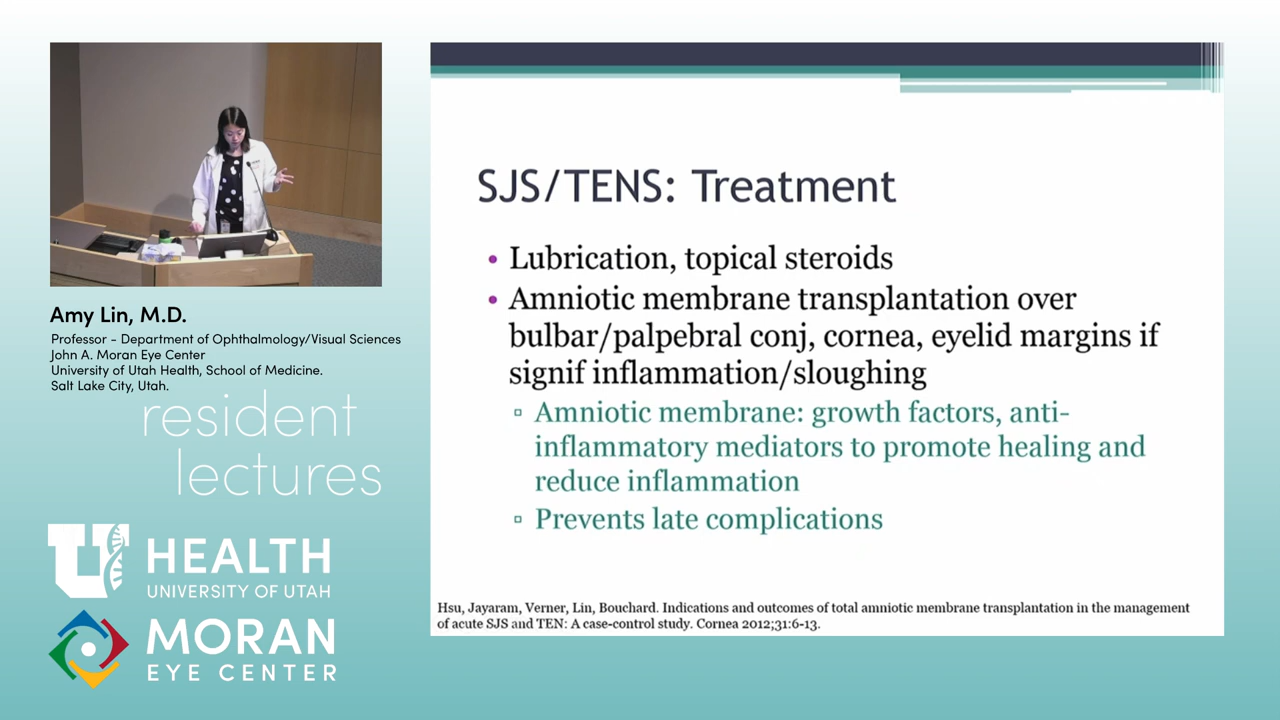 Amy Lin, M.D.
Professor - Department of Ophthalmology/Visual Sciences
John A. Moran Eye Center
University of Utah Health, School of Medicine.
Salt Lake City, Utah.
resident
lectures
U HEALTH
UNIVERSITY OF UTAH
MORAN
EYE CENTER
SJS/TENS: Treatment
• Lubrication, topical steroids
• Amniotic membrane transplantation over
bulbar/palpebral conj, cornea, eyelid margins if
signif inflammation/sloughing
▫ Amniotic membrane: growth factors, anti-
inflammatory mediators to promote healing and
reduce inflammation
▫ Prevents late complications
Hsu, Jayaram, Verner, Lin, Bouchard. Indications and outcomes of total amniotic membrane transplantation in the management
of acute SJS and TEN: A case-control study. Cornea 2012;31:6-13.